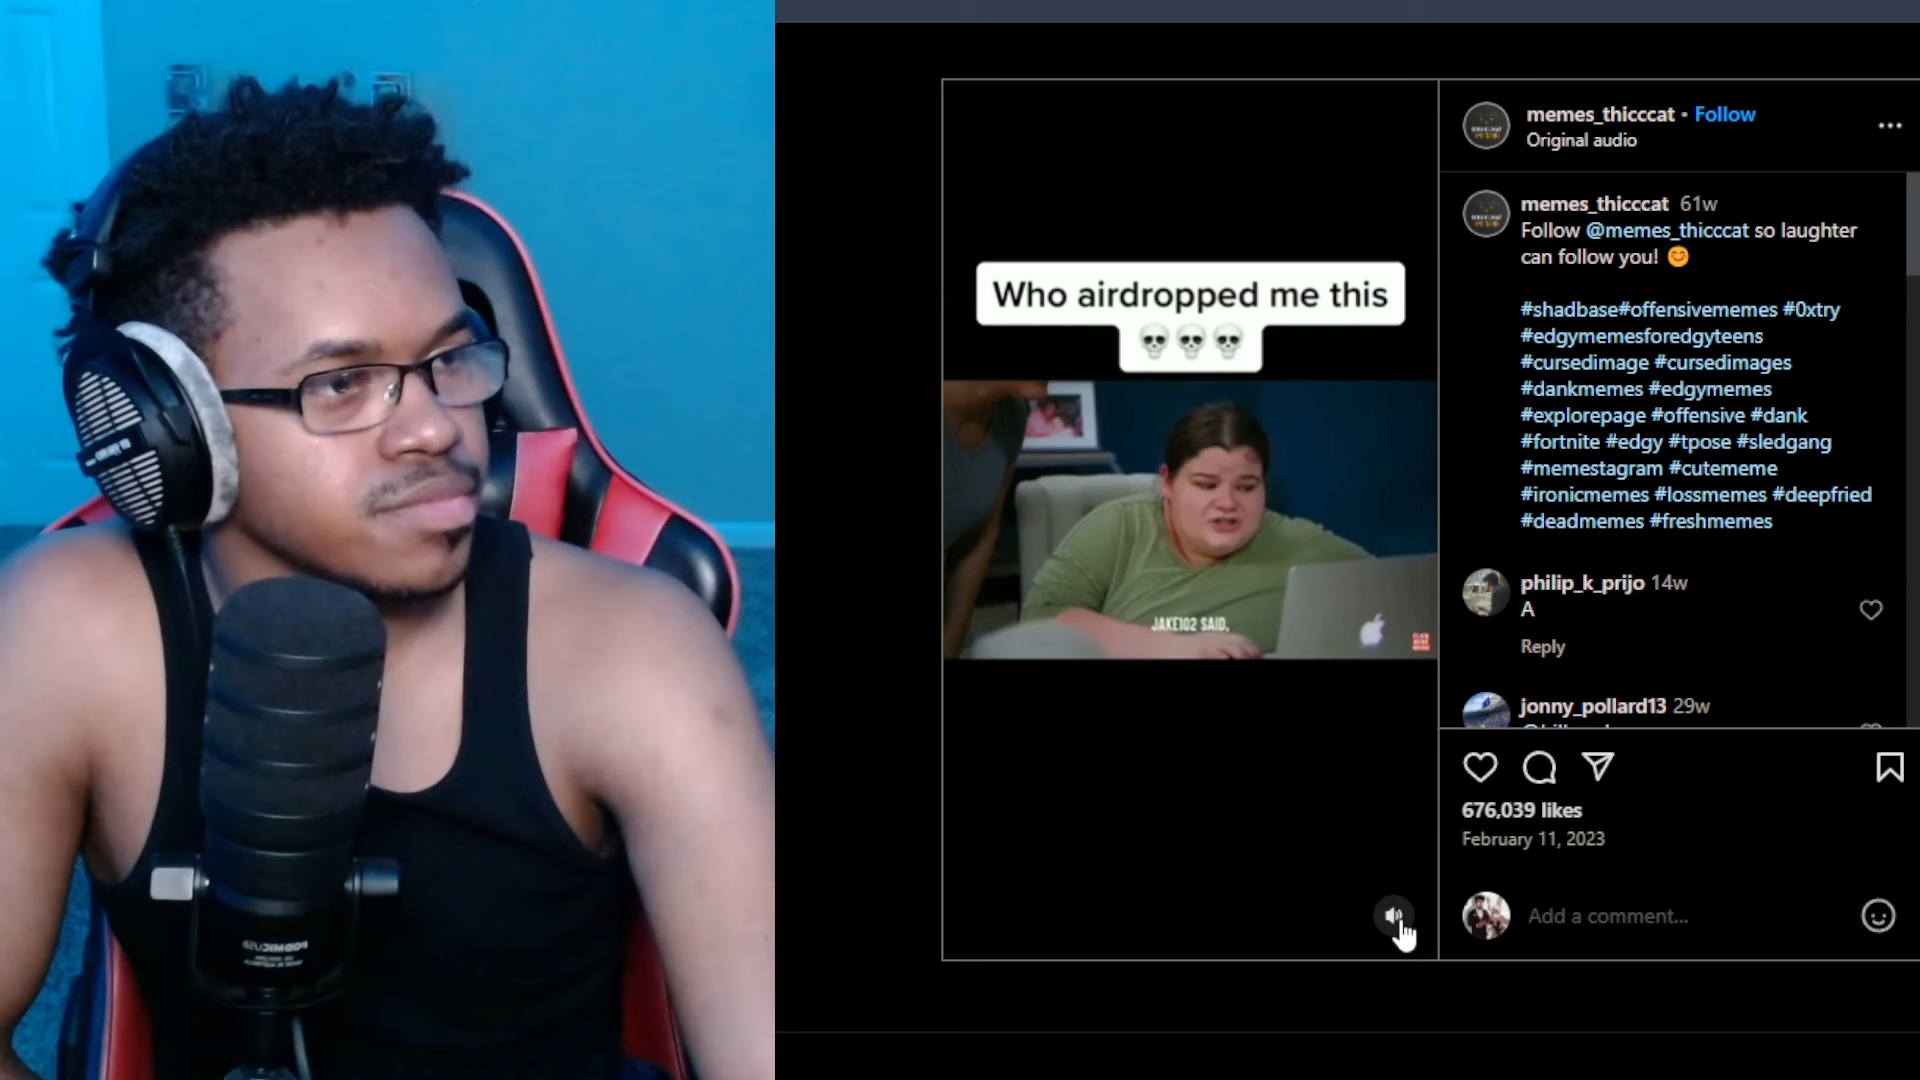 Who airdropped me this
💀💀💀
JAKE102 SAID,
memes_thicccat • Follow
Original audio
memes_thicccat 61w
Follow @memes_thicccat so laughter
can follow you! 😊
#shadbase#offensivememes #0xtry
#edgymemesforedgyteens
#cursedimage #cursedimages
#dankmemes #edgymemes
#explorepage #offensive #dank
#fortnite #edgy #tpose #sledgang
#memestagram #cutememe
#ironicmemes #lossmemes #deepfried
#deadmemes #freshmemes
philip_k_prijo 14w
A
Reply
jonny_pollard13 29w
676,039 likes
February 11, 2023
Add a comment...